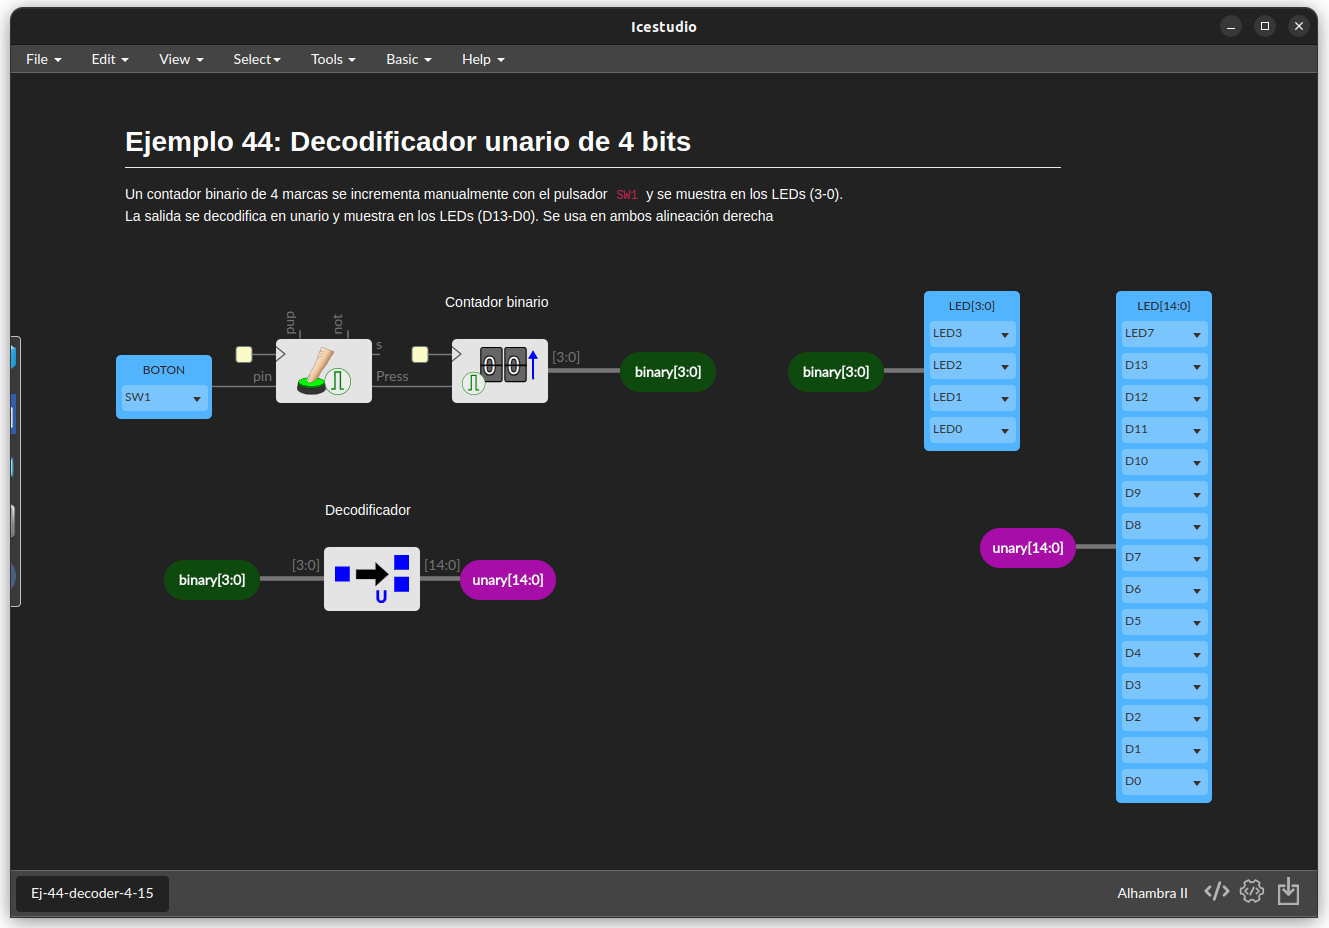 Icestudio
File Edit View Select Tools Basic Help
Ejemplo 44: Decodificador unario de 4 bits
Un contador binario de 4 marcas se incrementa manualmente con el pulsador SW1 y se muestra en los LEDs (3-0).
La salida se decodifica en unario y muestra en los LEDs (D13-D0). Se usa en ambos alineación derecha
Contador binario
BOTON
SW1
pup
not
pin
s
Press
00
[3:0]
binary[3:0]
binary[3:0]
LED[3:0]
LED3
LED2
LED1
LED0
LED[14:0]
LED7
D13
D12
D11
D10
D9
D8
D7
D6
D5
D4
D3
D2
D1
D0
unary[14:0]
Decodificador
binary[3:0]
[3:0]
U
[14:0]
unary[14:0]
Ej-44-decoder-4-15
Alhambra II